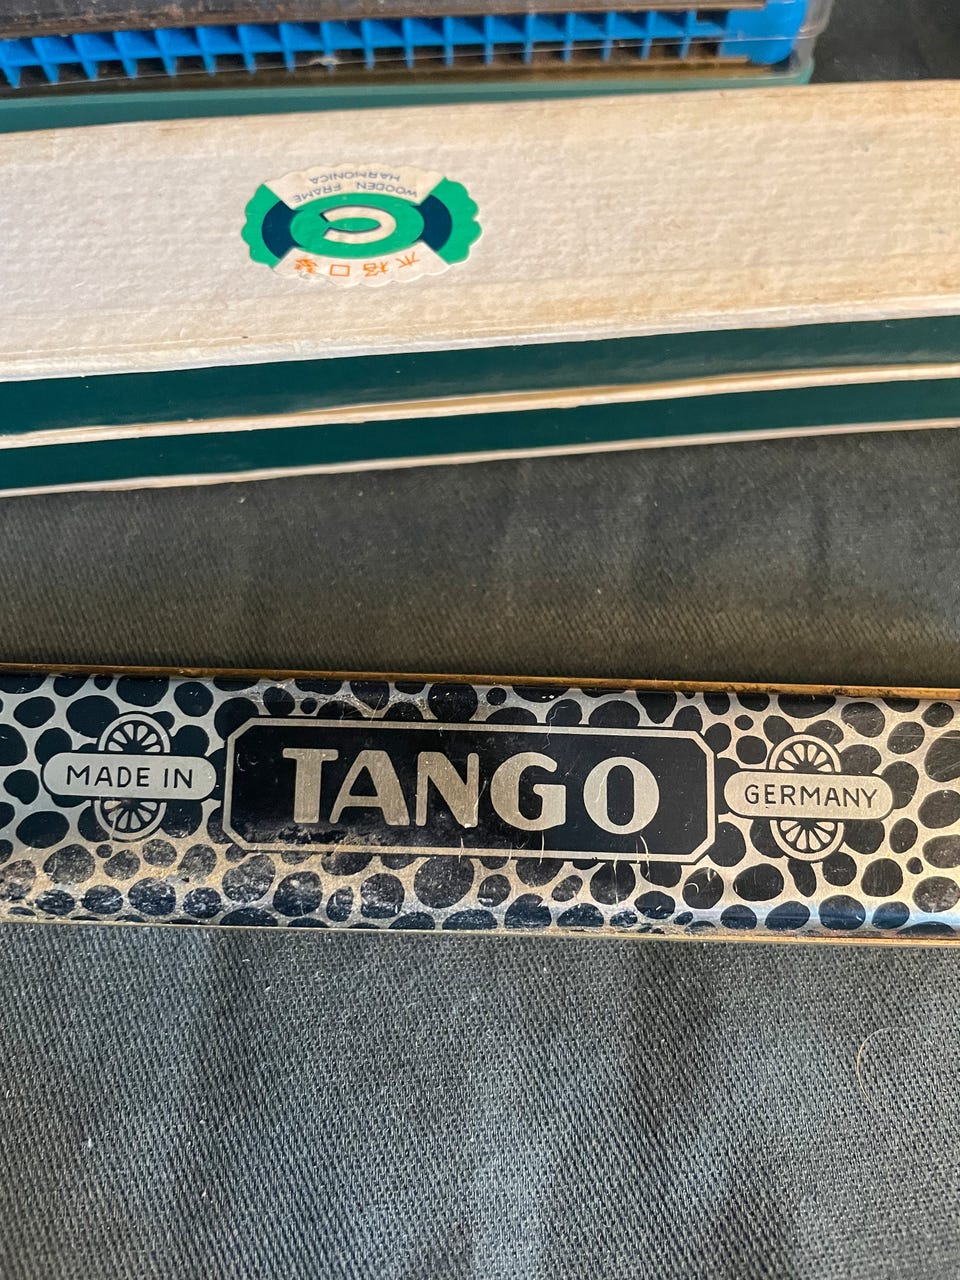 木格口琴
WOODEN FRAME
HARMONICA
MADE IN
TANGO
GERMANY